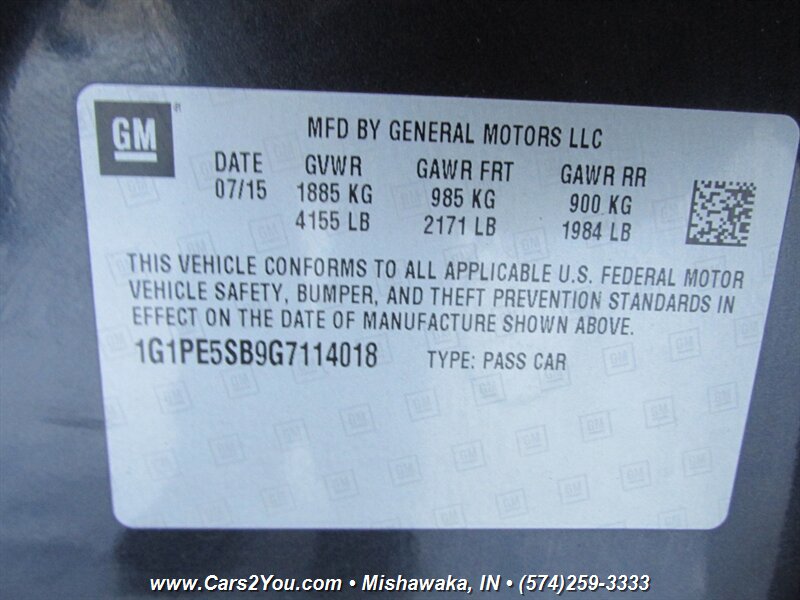 GM
MFD BY GENERAL MOTORS LLC
DATE GVWR GAWR FRT GAWR RR
07/15 1885 KG 985 KG 900 KG
4155 LB 2171 LB 1984 LB
THIS VEHICLE CONFORMS TO ALL APPLICABLE U.S. FEDERAL MOTOR
VEHICLE SAFETY, BUMPER, AND THEFT PREVENTION STANDARDS IN
EFFECT ON THE DATE OF MANUFACTURE SHOWN ABOVE.
1G1PE5SB9G7114018 TYPE: PASS CAR
www.Cars2You.com • Mishawaka, IN • (574)259-3333